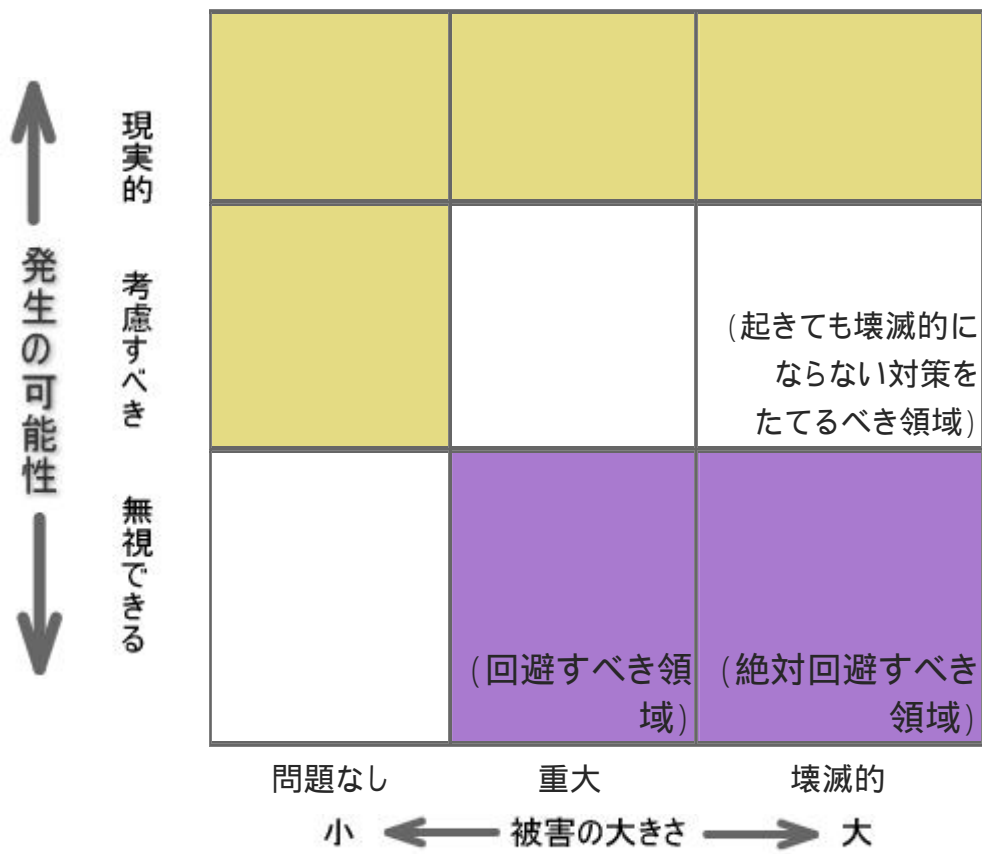 発生の可能性
現実的
考慮すべき
無視できる
(起きても壊滅的に
ならない対策を
たてるべき領域)
(回避すべき領
域)
(絶対回避すべき
領域)
問題なし
重大
壊滅的
小
被害の大きさ
大